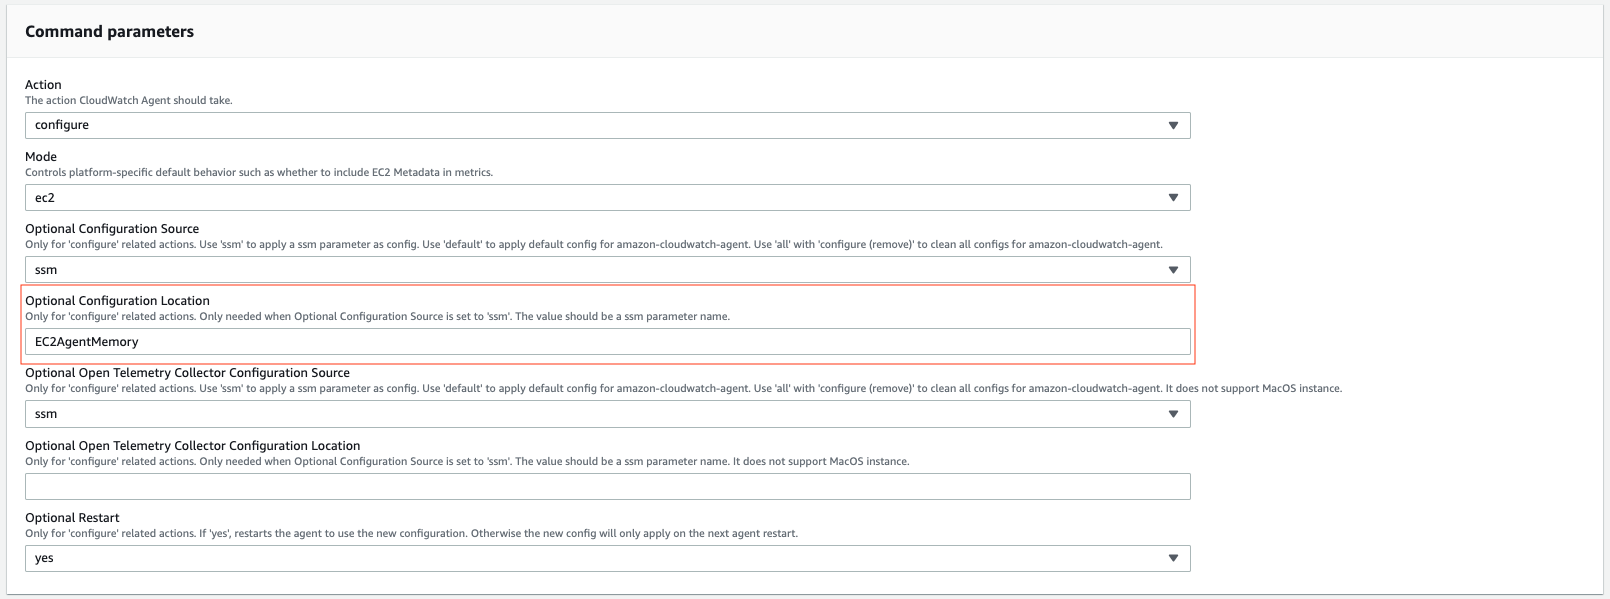 Command parameters
Action
The action CloudWatch Agent should take.
configure
Mode
Controls platform-specific default behavior such as whether to include EC2 Metadata in metrics.
ec2
Optional Configuration Source
Only for 'configure' related actions. Use 'ssm' to apply a ssm parameter as config. Use 'default' to apply default config for amazon-cloudwatch-agent. Use 'all' with 'configure (remove)' to clean all configs for amazon-cloudwatch-agent.
ssm
Optional Configuration Location
Only for 'configure' related actions. Only needed when Optional Configuration Source is set to 'ssm'. The value should be a ssm parameter name.
EC2AgentMemory
Optional Open Telemetry Collector Configuration Source
Only for 'configure' related actions. Use 'ssm' to apply a ssm parameter as config. Use 'default' to apply default config for amazon-cloudwatch-agent. Use 'all' with 'configure (remove)' to clean all configs for amazon-cloudwatch-agent. It does not support MacOS instance.
ssm
Optional Open Telemetry Collector Configuration Location
Only for 'configure' related actions. Only needed when Optional Configuration Source is set to 'ssm'. The value should be a ssm parameter name. It does not support MacOS instance.
Optional Restart
Only for 'configure' related actions. If 'yes', restarts the agent to use the new configuration. Otherwise the new config will only apply on the next agent restart.
yes